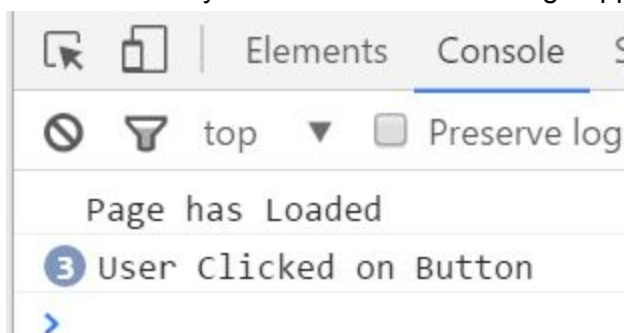 Elements Console
top Preserve log
Page has Loaded
3 User Clicked on Button